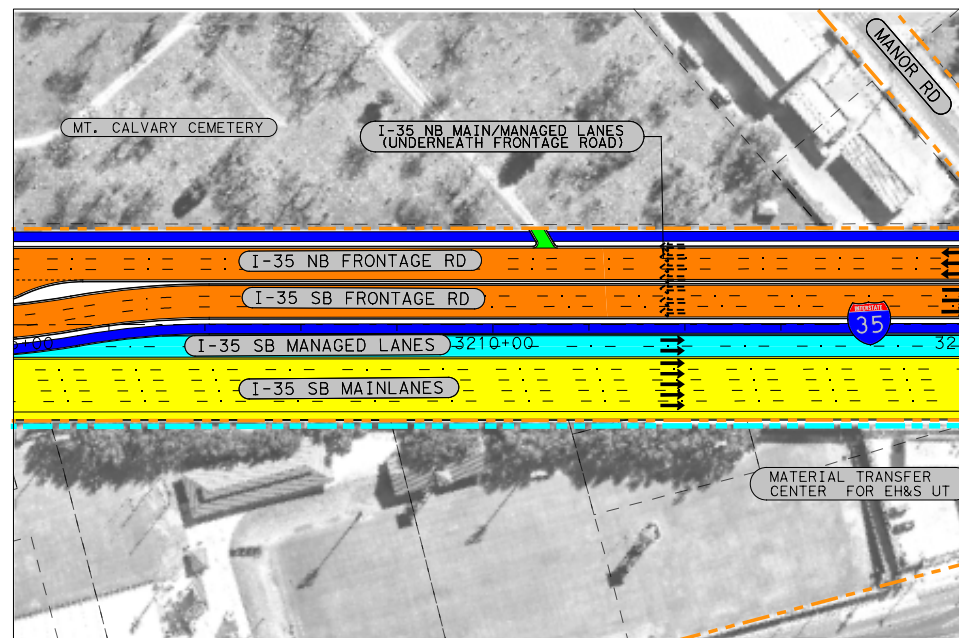 MANOR RD
MT. CALVARY CEMETERY
I-35 NB MAIN/MANAGED LANES
(UNDERNEATH FRONTAGE ROAD)
I-35 NB FRONTAGE RD
I-35 SB FRONTAGE RD
INTERSTATE
35
I-35 SB MANAGED LANES
3210+00
32
I-35 SB MAINLANES
MATERIAL TRANSFER
CENTER FOR EH&S UT